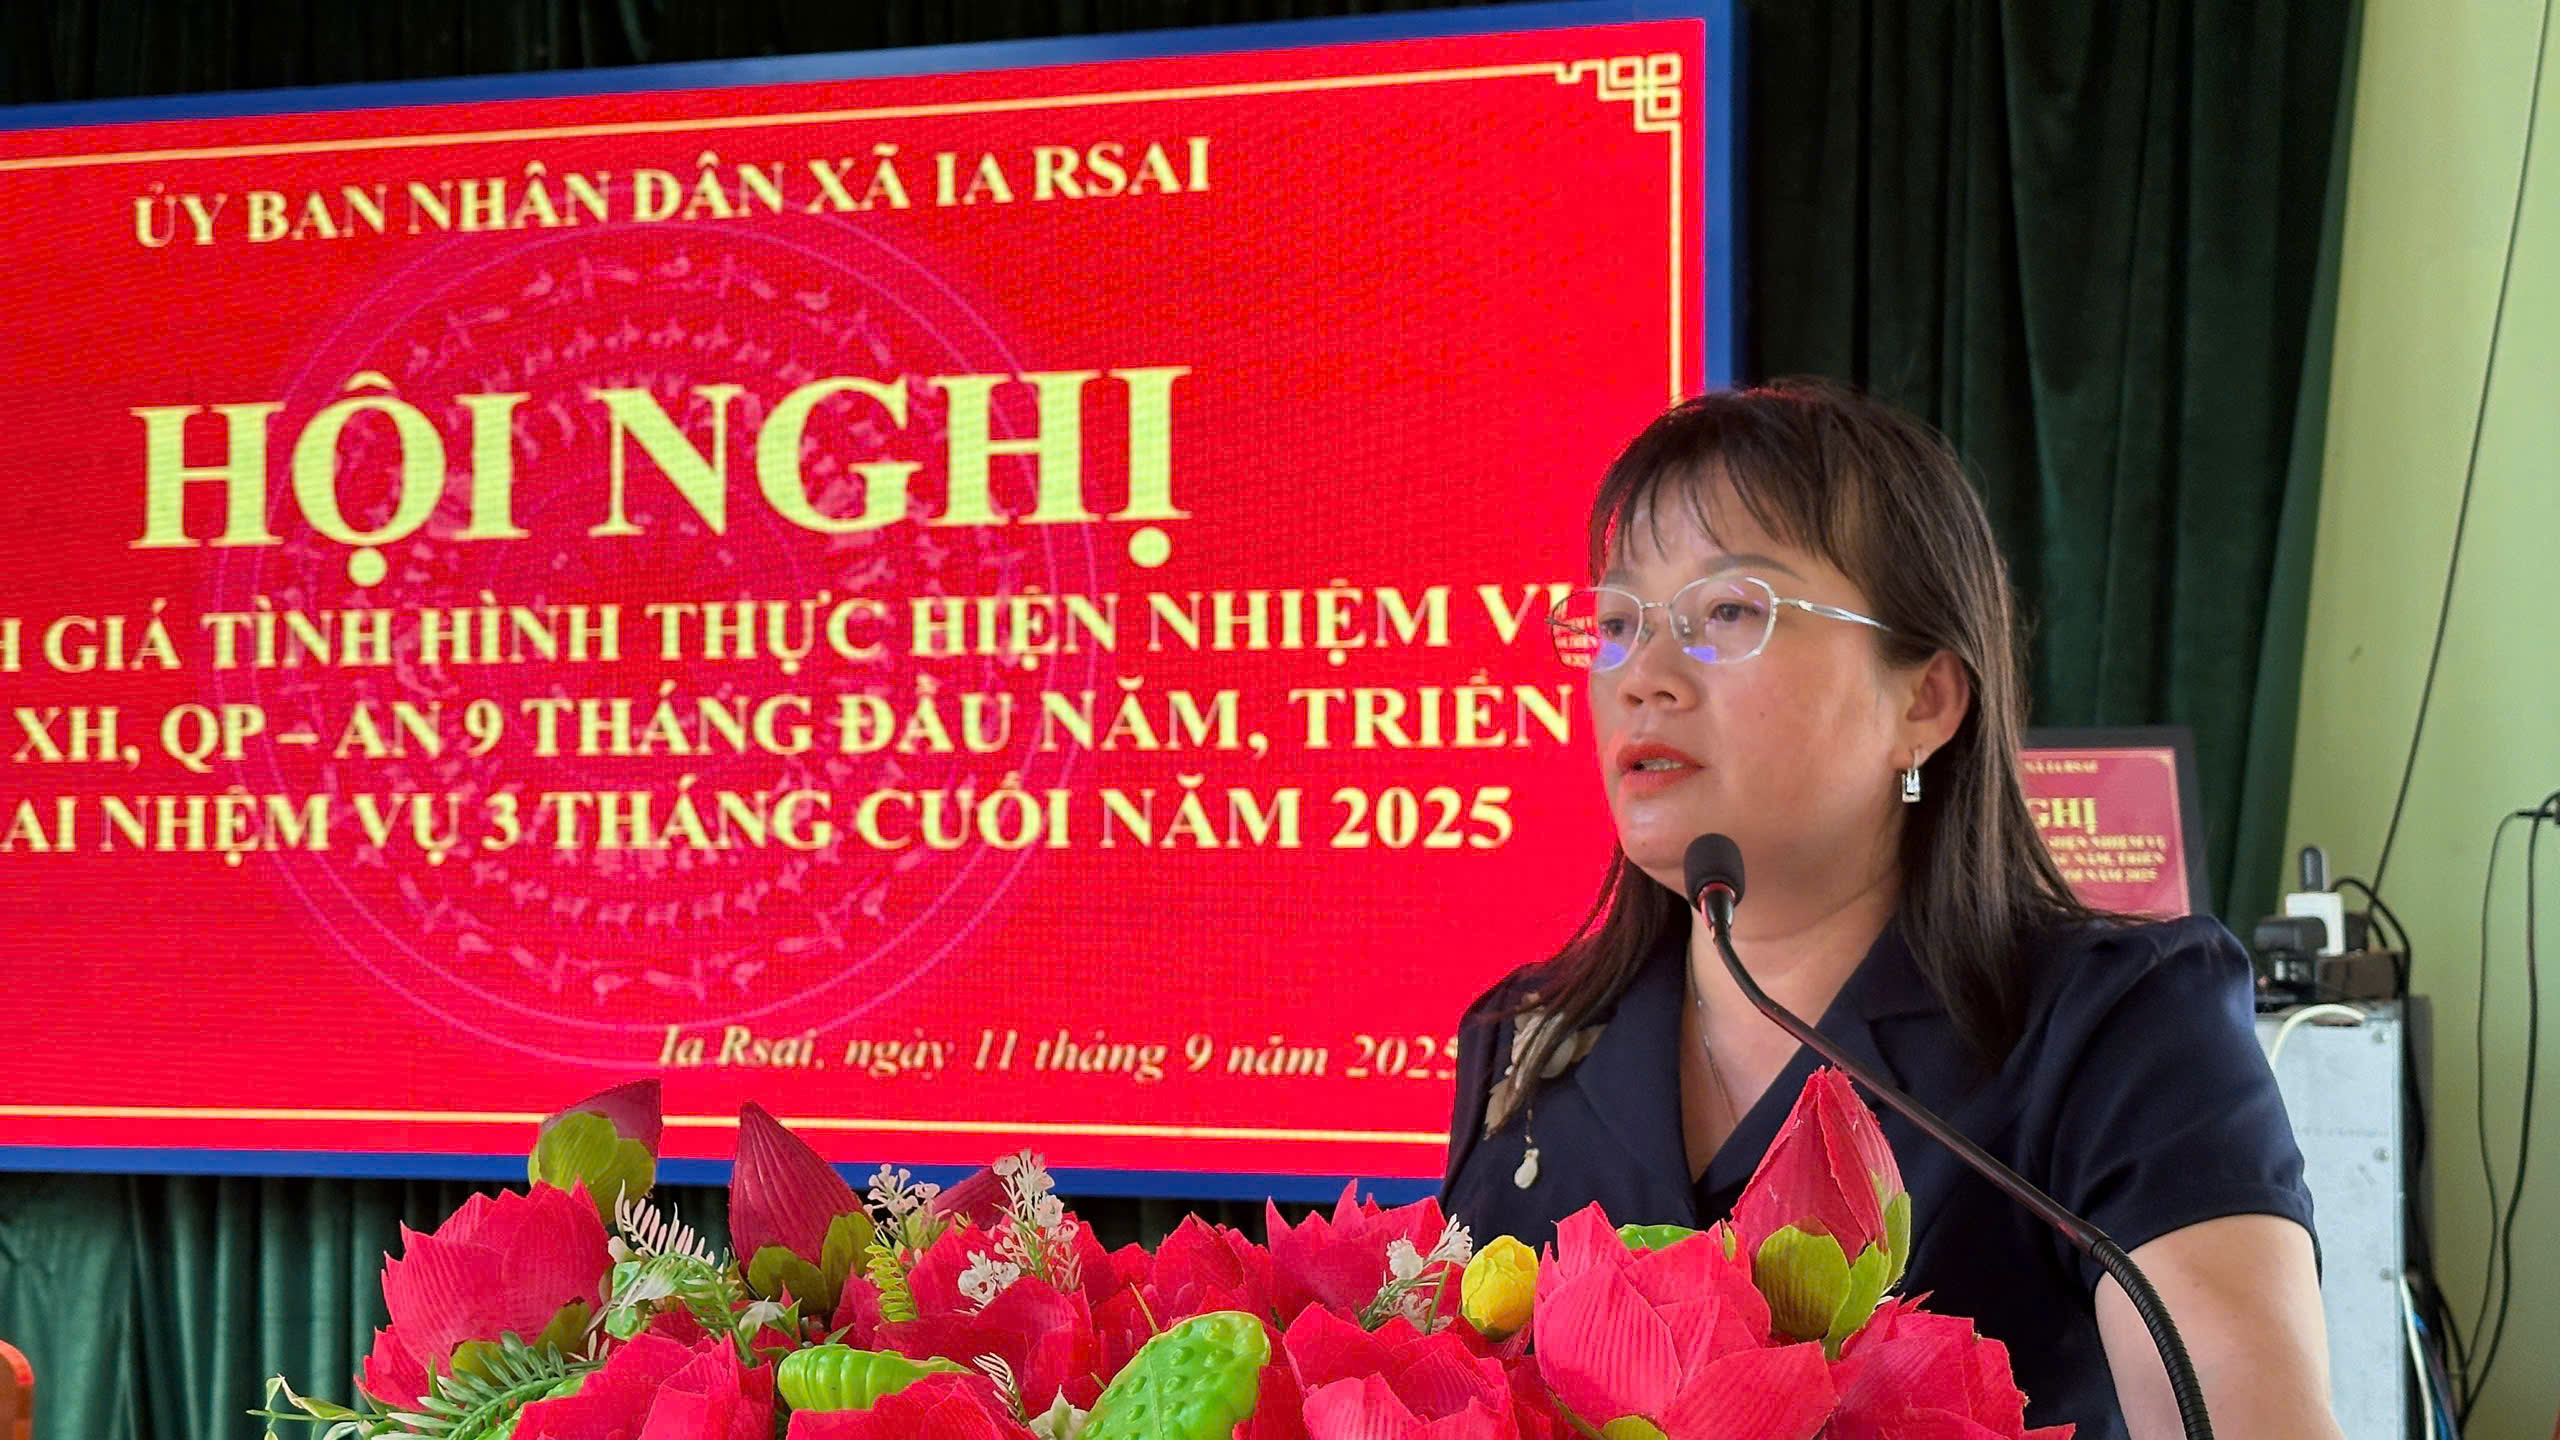 ỦY BAN NHÂN DÂN XÃ IA RSAI
HỘI NGHỊ
GIÁ TÌNH HÌNH THỰC HIỆN NHIỆM
XH, QP – AN 9 THÁNG ĐẦU NĂM, TRIỂN
NHỆM VỤ 3 THÁNG CUỐI NĂM 2025
Ia Rsai, ngày 11 tháng 9 năm 2025